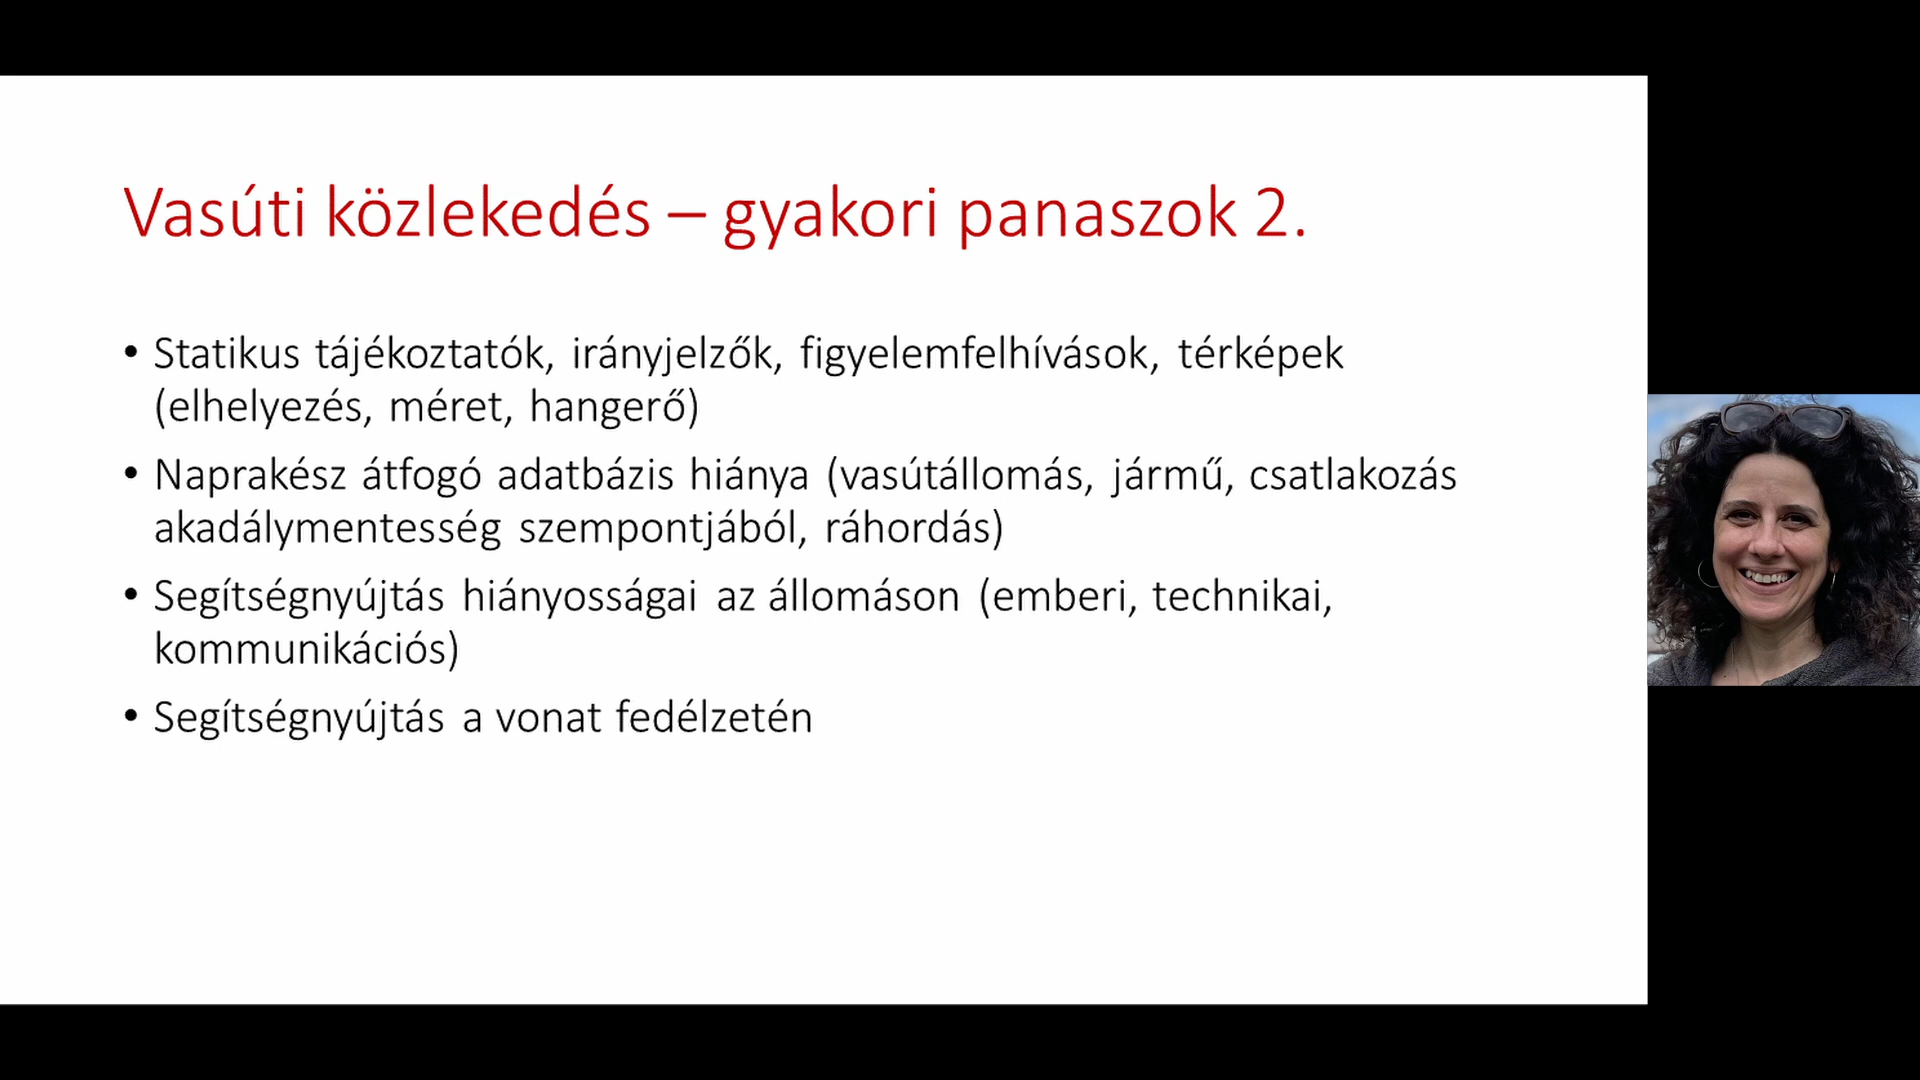 Vasúti közlekedés – gyakori panaszok 2.
• Statikus tájékoztatók, irányjelzők, figyelemfelhívások, térképek
(elhelyezés, méret, hangerő)
• Naprakész átfogó adatbázis hiánya (vasútállomás, jármű, csatlakozás
akadálymentesség szempontjából, ráhordás)
• Segítségnyújtás hiányosságai az állomáson (emberi, technikai,
kommunikációs)
• Segítségnyújtás a vonat fedélzetén